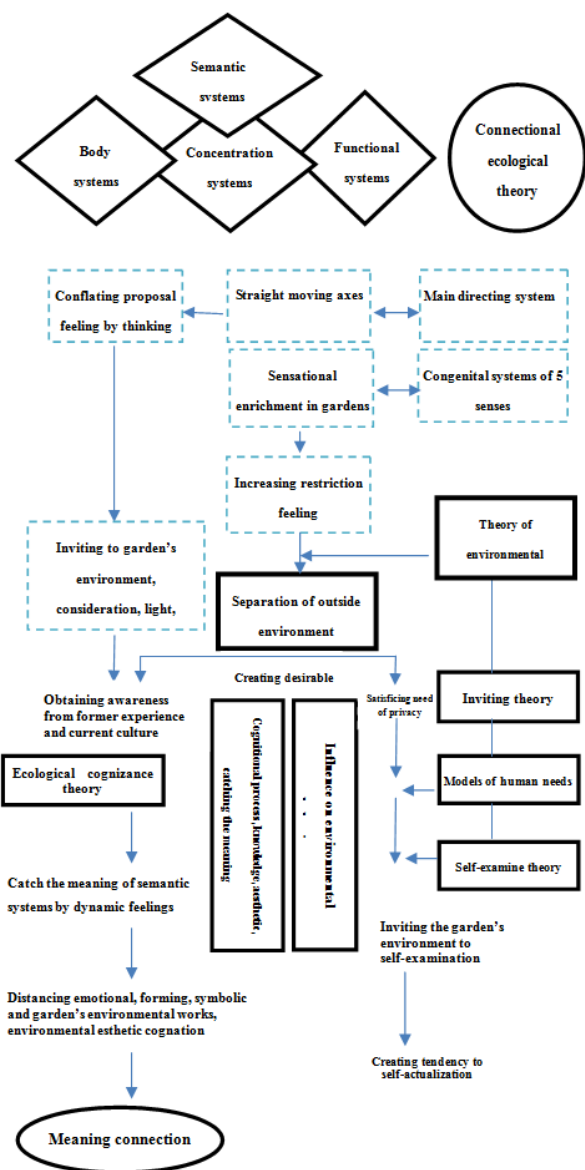 Semantic
systems
Body
systems
Concentration
systems
Functional
systems
Connectional
ecological
theory
Conflating proposal
feeling by thinking
Straight moving axes
Main directing system
Sensational
enrichment in gardens
Congenital systems of 5
senses
Increasing restriction
feeling
Theory of
environmental
Inviting to garden's
environment,
consideration, light,
Separation of outside
environment
Creating desirable
Satisficing need
of privacy
Inviting theory
Obtaining awareness
from former experience
and current culture
Ecological cognizance
theory
Cognitional process, knowledge, aesthetic,
catching the meaning
Influence on environmental
Models of human needs
Self-examine theory
Catch the meaning of semantic
systems by dynamic feelings
Inviting the garden's
environment to
self-examination
Distancing emotional, forming, symbolic
and garden's environmental works,
environmental esthetic cognation
Creating tendency to
self-actualization
Meaning connection